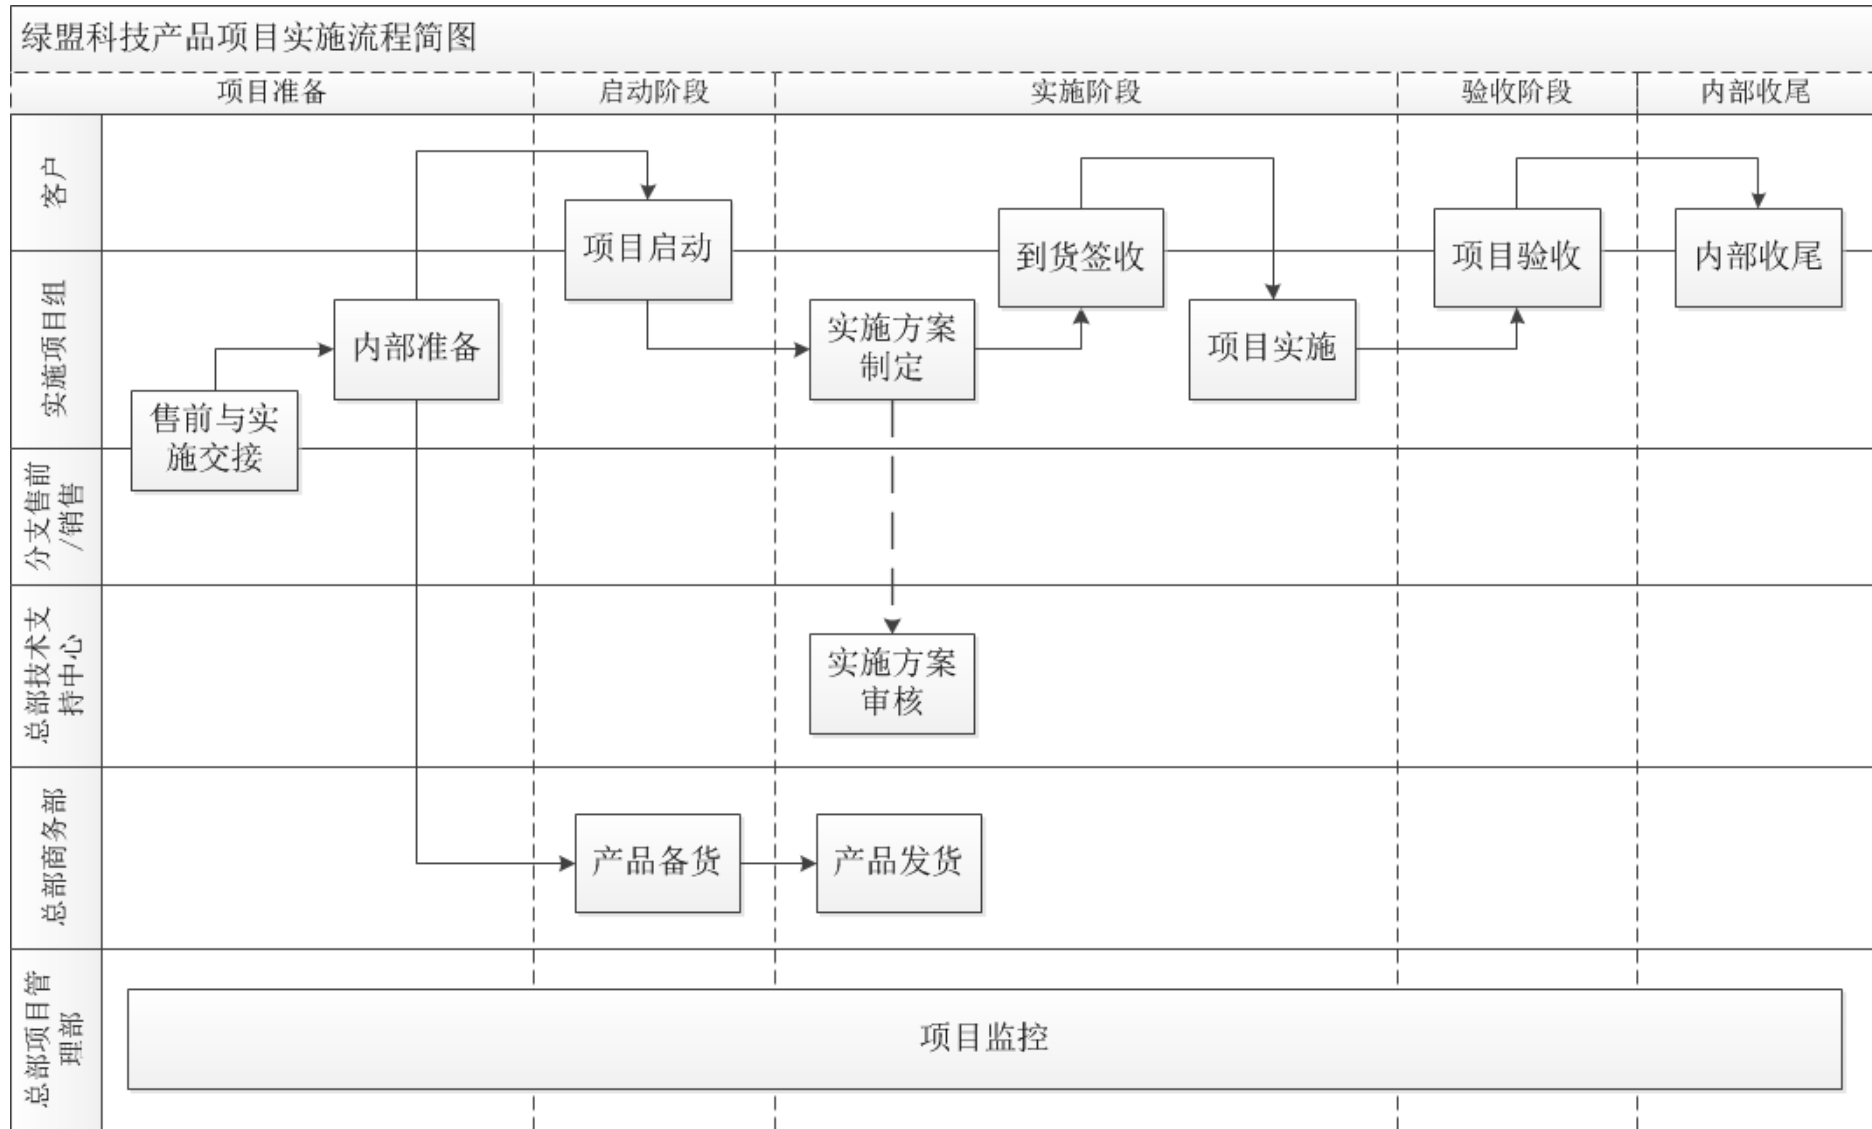 绿盟科技产品项目实施流程简图
项目准备
启动阶段
实施阶段
验收阶段
内部收尾
客户
项目启动
到货签收
项目验收
内部收尾
实施项目组
内部准备
实施方案
制定
项目实施
售前与实
施交接
分支售前
/销售
总部技术支
持中心
实施方案
审核
总部商务部
产品备货
产品发货
总部项目管
理部
项目监控